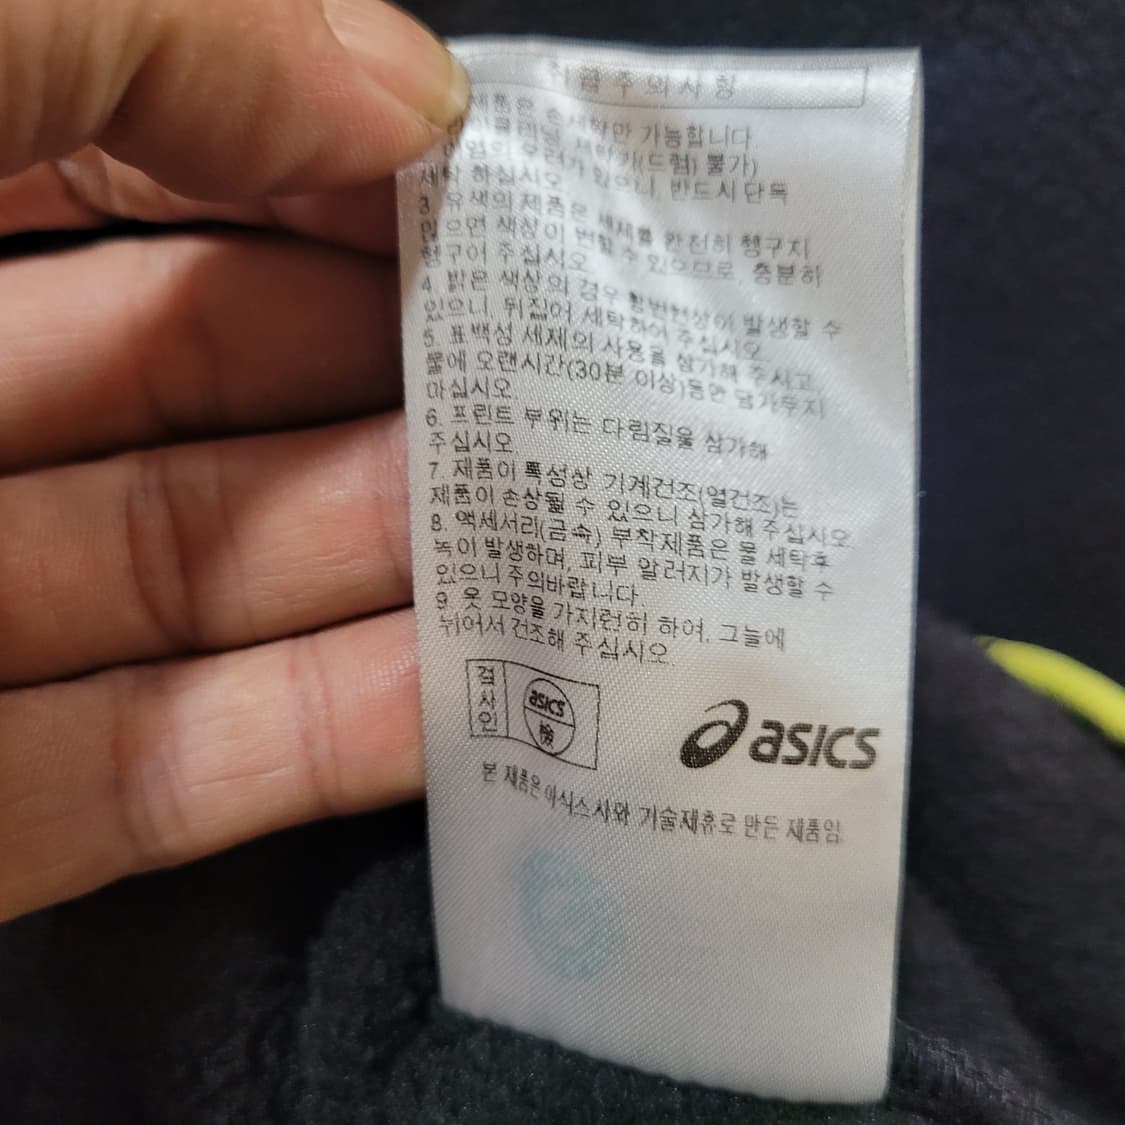 취급주의사항
제품은 손세탁만 가능합니다.
세탁기(드럼) 불가)
있으니, 반드시 단독
세탁 하십시오.
3. 유색의 제품은 세제를 완전히 헹구지
않으면 색상이 변할 수 있으므로, 충분히
헹구어 주십시오.
4. 밝은 색상의 경우 황변현상이 발생할 수
있으니, 뒤집어 세탁하여 주십시오.
5. 표백성 세제의 사용을 삼가해 주시고,
물에 오랜시간(30분 이상)동안 담가두지
마십시오.
6. 프린트 부위는 다림질을 삼가해
주십시오.
7. 제품이 특성상 기계건조(열건조)는
제품이 손상될 수 있으니 삼가해 주십시오.
8. 액세서리(금속) 부착제품은 물 세탁후
녹이 발생하며, 피부 알러지가 발생할 수
있으니 주의바랍니다.
9. 옷 모양을 가지런히 하여, 그늘에
뉘어서 건조해 주십시오.
검사인
asics
檢
asics
본 제품은 아식스사와 기술제휴로 만든 제품임.